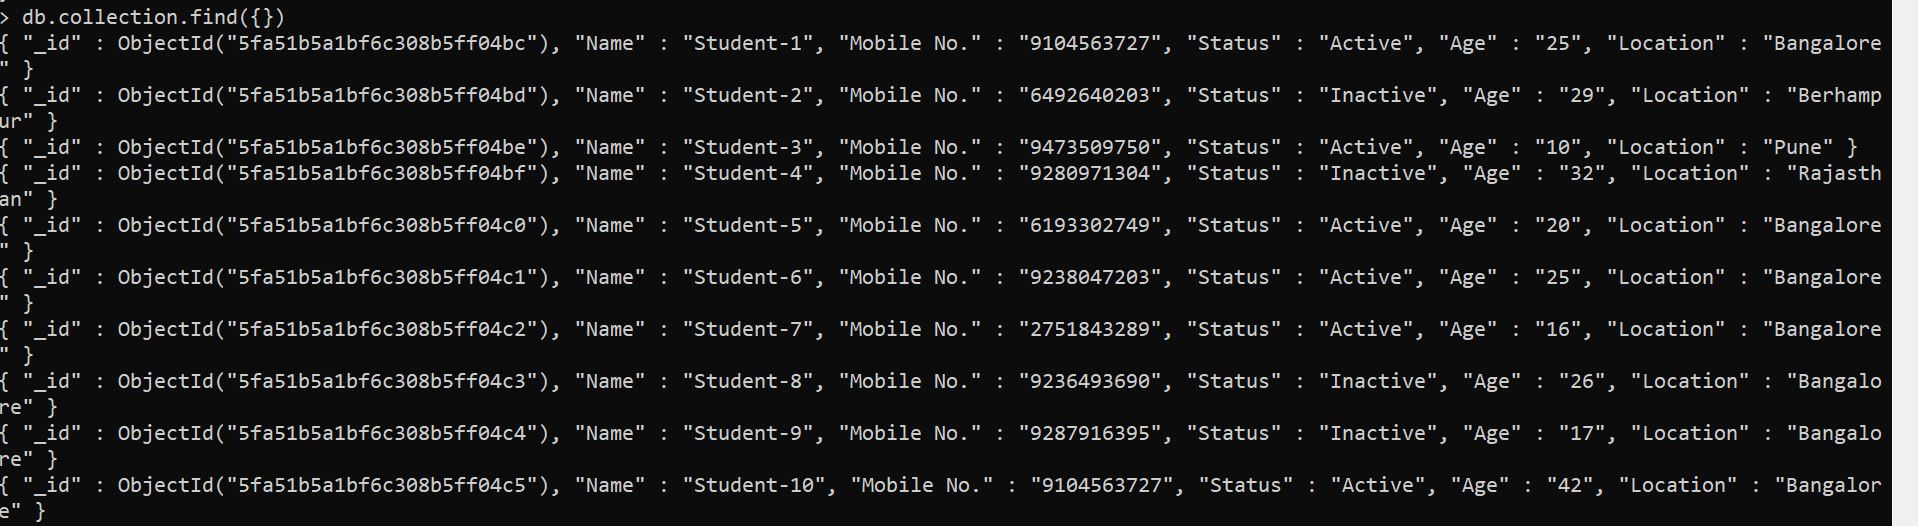 > db.collection.find({})
{ "_id" : ObjectId("5fa51b5a1bf6c308b5ff04bc"), "Name" : "Student-1", "Mobile No." : "9104563727", "Status" : "Active", "Age" : "25", "Location" : "Bangalore
" }
{ "_id" : ObjectId("5fa51b5a1bf6c308b5ff04bd"), "Name" : "Student-2", "Mobile No." : "6492640203", "Status" : "Inactive", "Age" : "29", "Location" : "Berhamp
ur" }
{ "_id" : ObjectId("5fa51b5a1bf6c308b5ff04be"), "Name" : "Student-3", "Mobile No." : "9473509750", "Status" : "Active", "Age" : "10", "Location" : "Pune" }
{ "_id" : ObjectId("5fa51b5a1bf6c308b5ff04bf"), "Name" : "Student-4", "Mobile No." : "9280971304", "Status" : "Inactive", "Age" : "32", "Location" : "Rajasth
an" }
{ "_id" : ObjectId("5fa51b5a1bf6c308b5ff04c0"), "Name" : "Student-5", "Mobile No." : "6193302749", "Status" : "Active", "Age" : "20", "Location" : "Bangalore
" }
{ "_id" : ObjectId("5fa51b5a1bf6c308b5ff04c1"), "Name" : "Student-6", "Mobile No." : "9238047203", "Status" : "Active", "Age" : "25", "Location" : "Bangalore
" }
{ "_id" : ObjectId("5fa51b5a1bf6c308b5ff04c2"), "Name" : "Student-7", "Mobile No." : "2751843289", "Status" : "Active", "Age" : "16", "Location" : "Bangalore
" }
{ "_id" : ObjectId("5fa51b5a1bf6c308b5ff04c3"), "Name" : "Student-8", "Mobile No." : "9236493690", "Status" : "Inactive", "Age" : "26", "Location" : "Bangalo
re" }
{ "_id" : ObjectId("5fa51b5a1bf6c308b5ff04c4"), "Name" : "Student-9", "Mobile No." : "9287916395", "Status" : "Inactive", "Age" : "17", "Location" : "Bangalo
re" }
{ "_id" : ObjectId("5fa51b5a1bf6c308b5ff04c5"), "Name" : "Student-10", "Mobile No." : "9104563727", "Status" : "Active", "Age" : "42", "Location" : "Bangalor
e" }